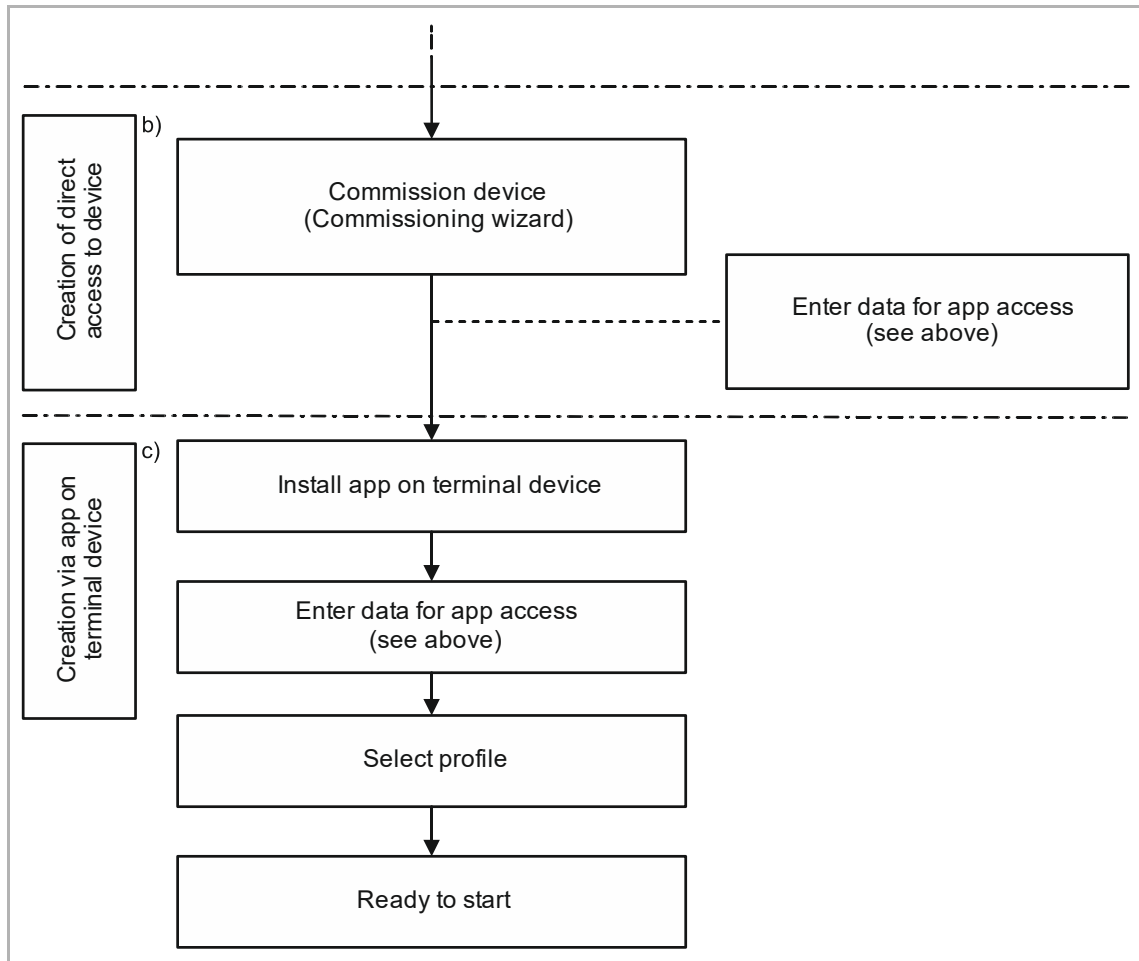 b)
Creation of direct
access to device
Commission device
(Commissioning wizard)
Enter data for app access
(see above)
c)
Creation via app on
terminal device
Install app on terminal device
Enter data for app access
(see above)
Select profile
Ready to start